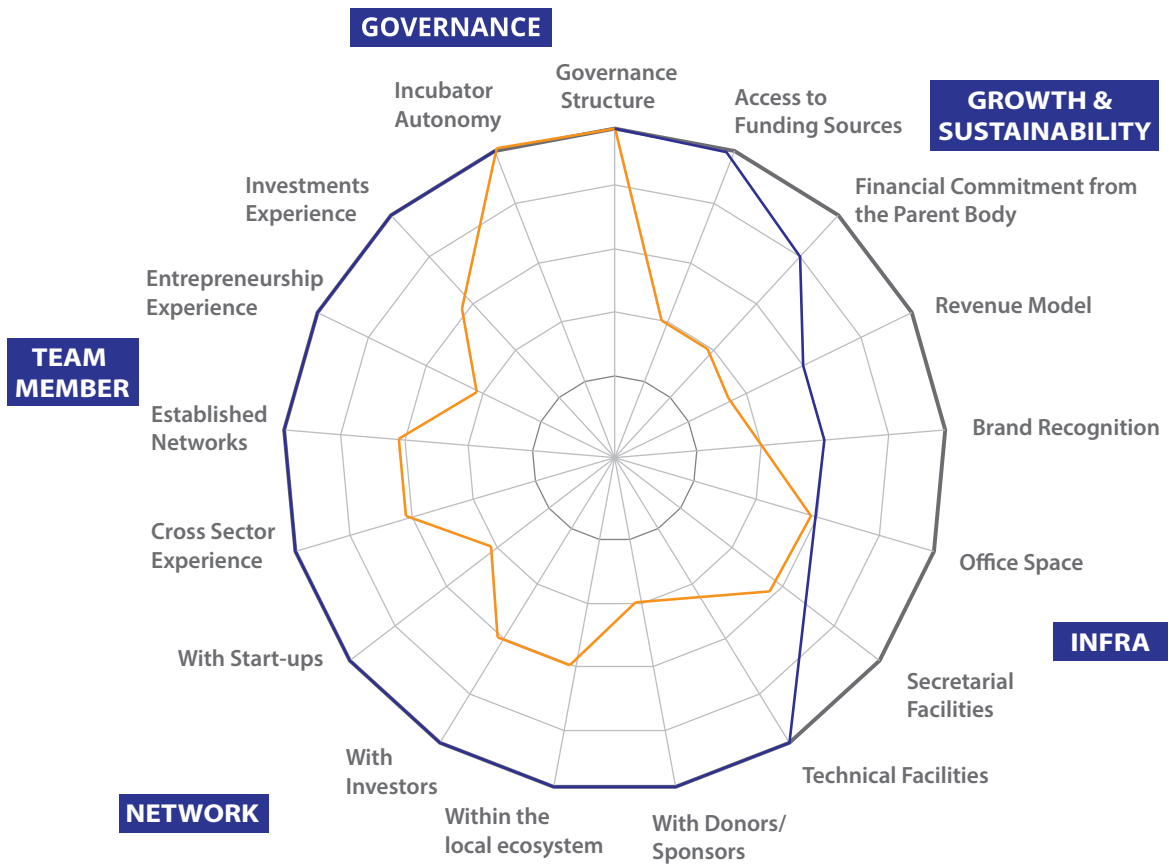 GOVERNANCE
Governance
Structure
Incubator
Autonomy
Access to
Funding Sources
GROWTH &
SUSTAINABILITY
Investments
Experience
Financial Commitment from
the Parent Body
Entrepreneurship
Experience
Revenue Model
TEAM
MEMBER
Established
Networks
Brand Recognition
Cross Sector
Experience
Office Space
INFRA
With Start-ups
Secretarial
Facilities
With
Investors
Technical Facilities
NETWORK
Within the
local ecosystem
With Donors/
Sponsors